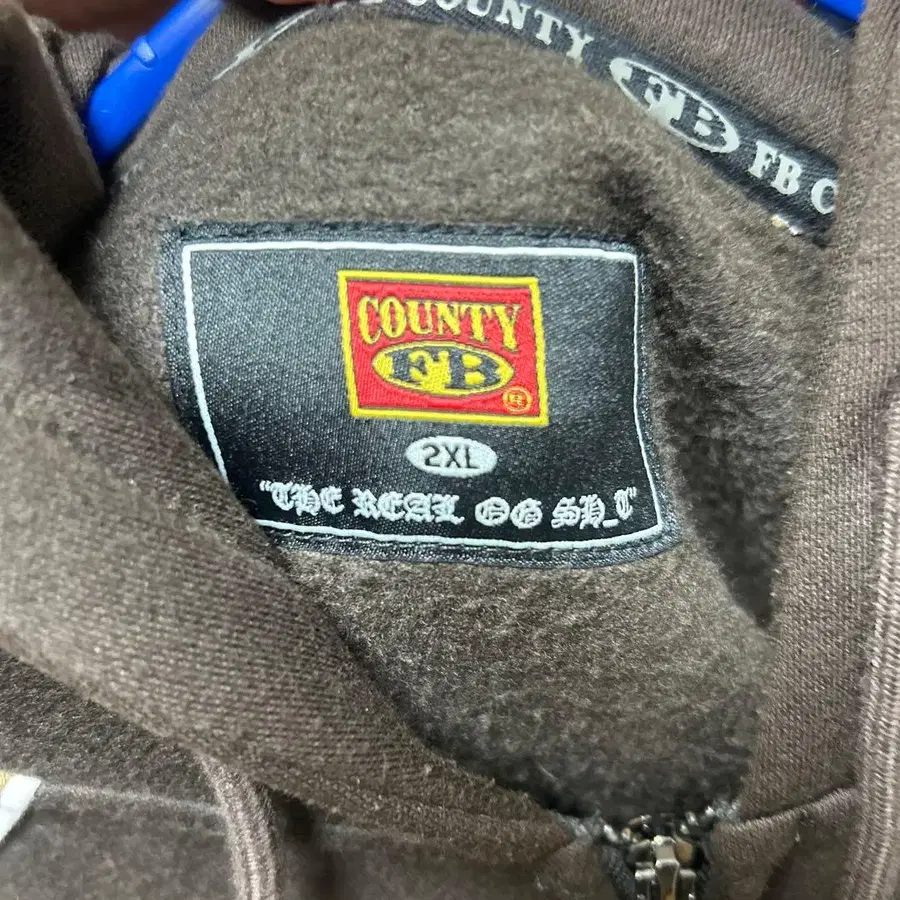 COUNTY
FB
FB C
COUNTY
FB
®
2XL
"THE REAL OG SH_T"